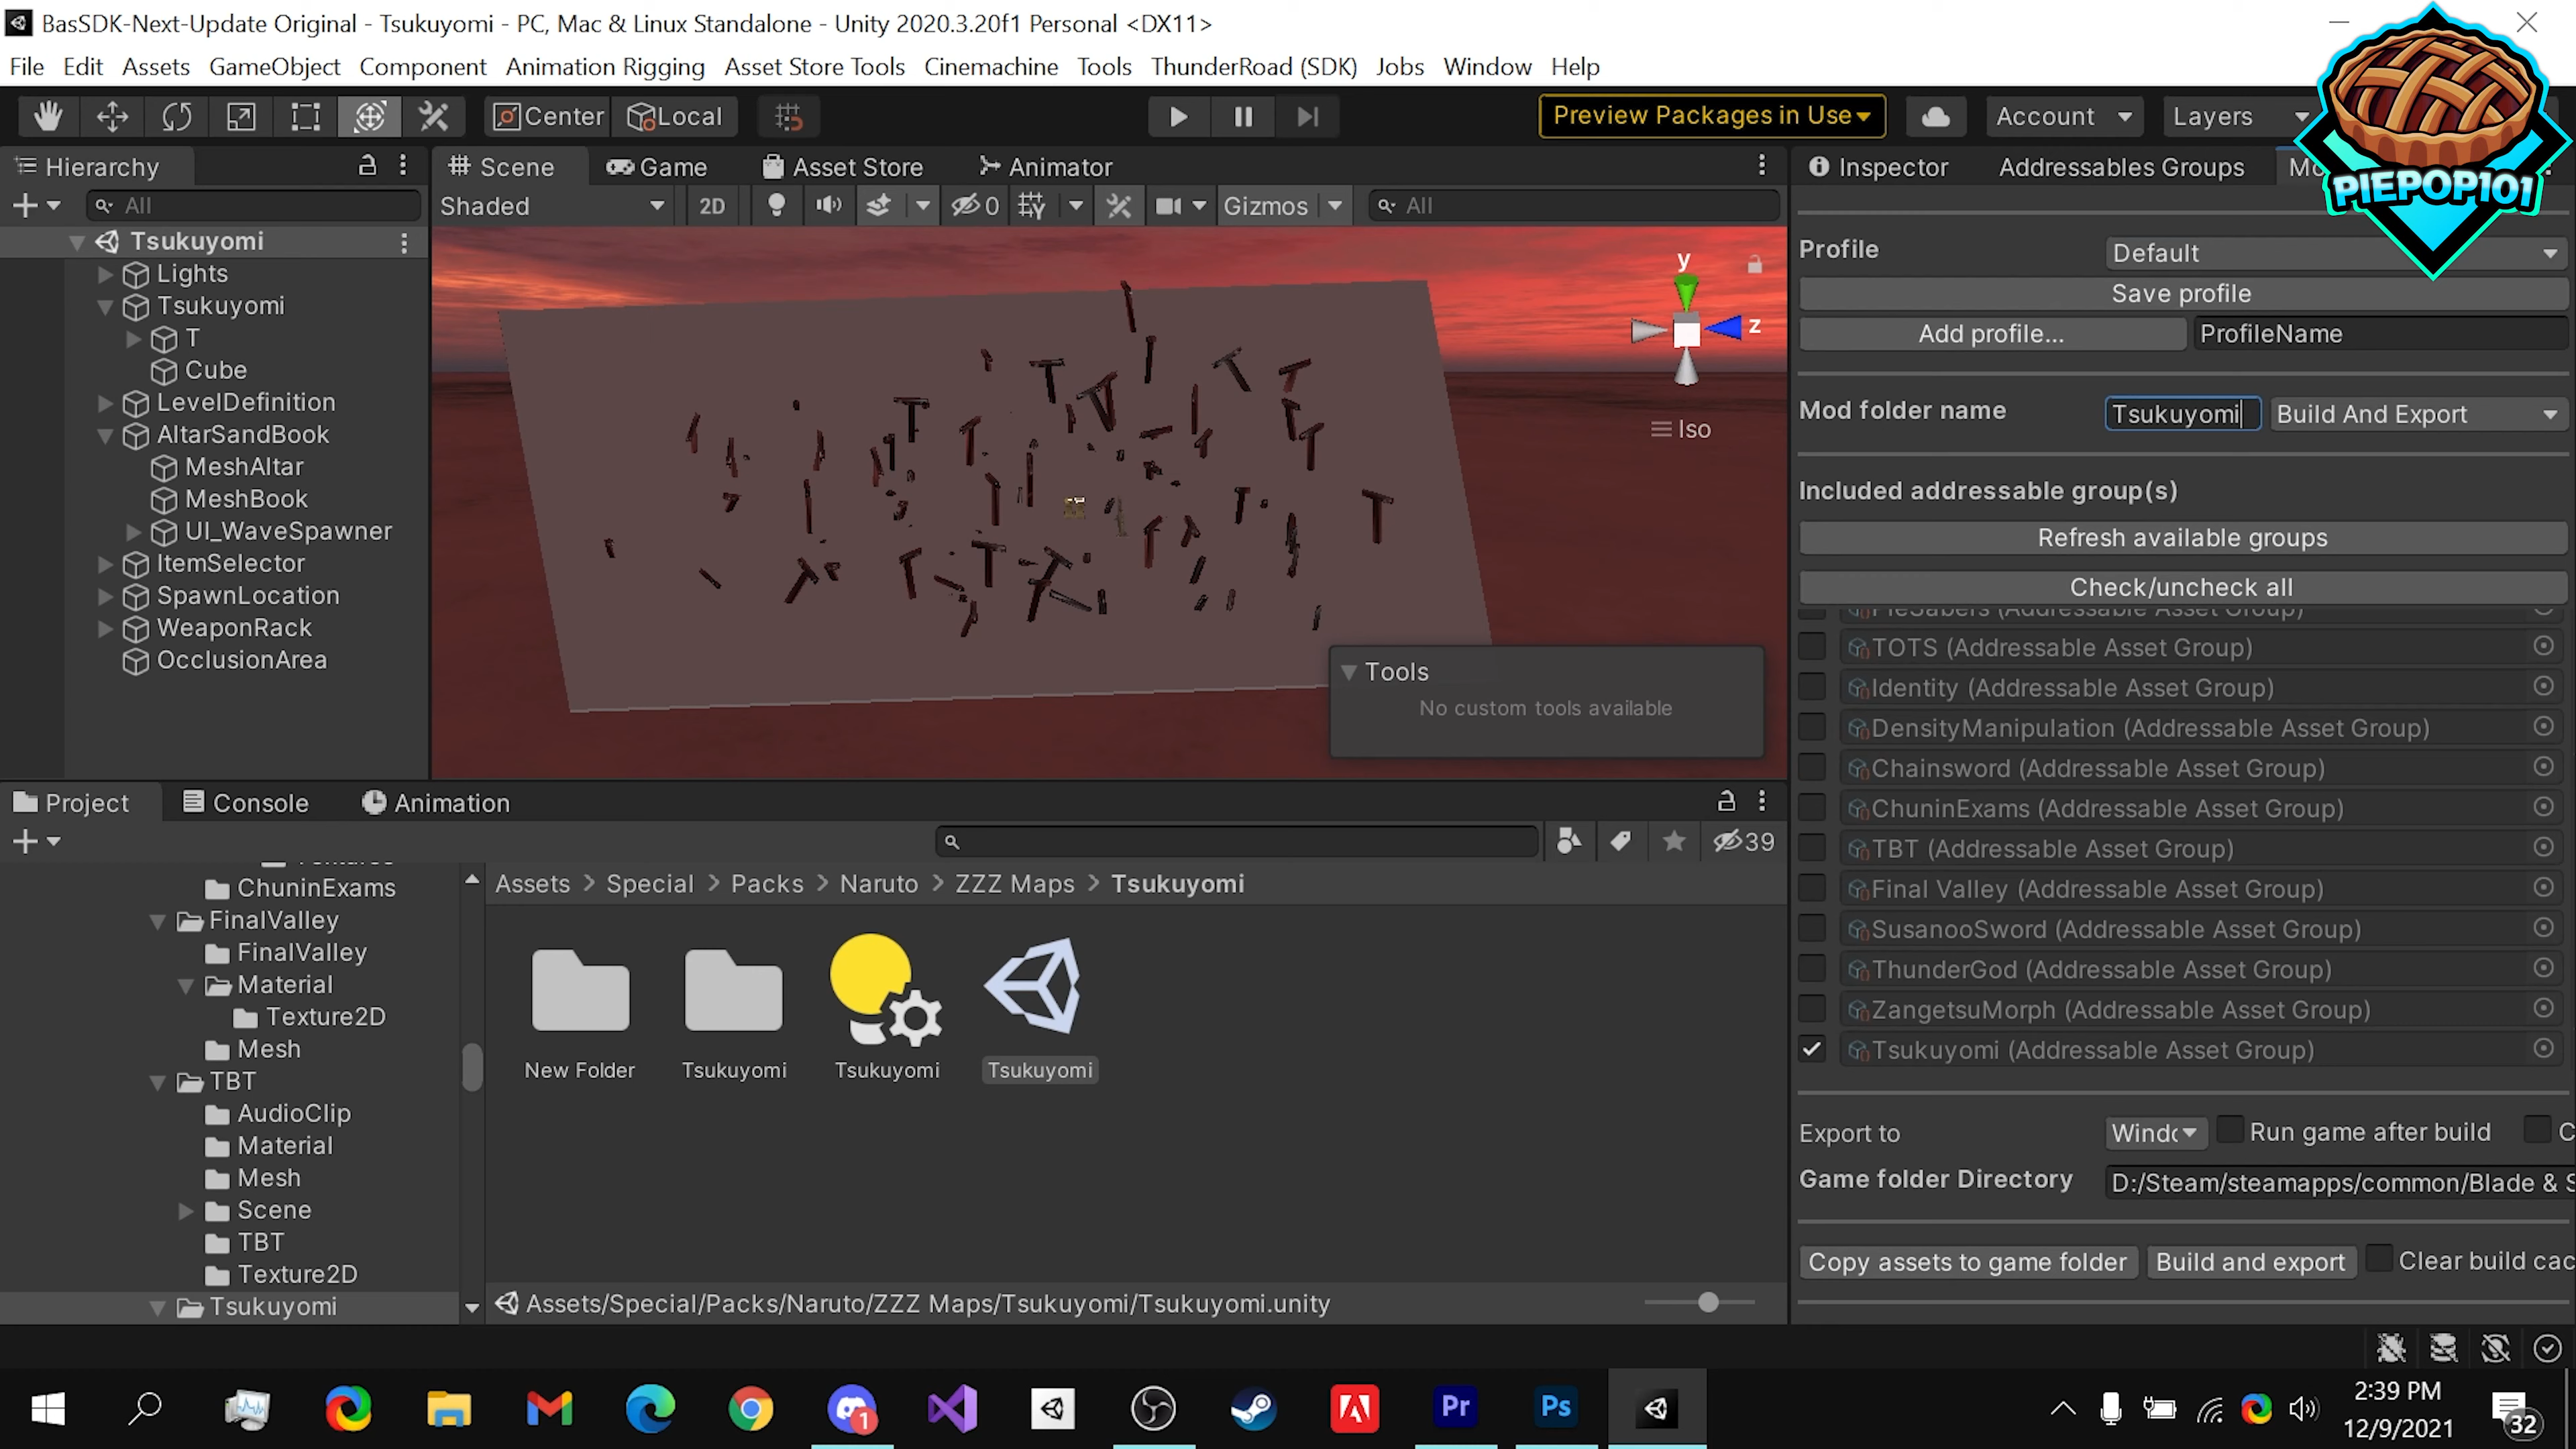 BasSDK-Next-Update Original - Tsukuyomi - PC, Mac & Linux Standalone - Unity 2020.3.20f1 Personal <DX11>
File Edit Assets GameObject Component Animation Rigging Asset Store Tools Cinemachine Tools ThunderRoad (SDK) Jobs Window Help
Center Local Preview Packages in Use Account Layers
PIEPOP101
Hierarchy
All
Tsukuyomi
Lights
Tsukuyomi
T
Cube
LevelDefinition
AltarSandBook
MeshAltar
MeshBook
UI_WaveSpawner
ItemSelector
SpawnLocation
WeaponRack
OcclusionArea
Scene Game Asset Store Animator
Shaded 2D 0 Gizmos All
y
z
Iso
Tools
No custom tools available
Inspector Addressables Groups
Profile Default
Save profile
Add profile... ProfileName
Mod folder name Tsukuyomi Build And Export
Included addressable group(s)
Refresh available groups
Check/uncheck all
PieSabers (Addressable Asset Group)
TOTS (Addressable Asset Group)
Identity (Addressable Asset Group)
DensityManipulation (Addressable Asset Group)
Chainsword (Addressable Asset Group)
ChuninExams (Addressable Asset Group)
TBT (Addressable Asset Group)
Final Valley (Addressable Asset Group)
SusanooSword (Addressable Asset Group)
ThunderGod (Addressable Asset Group)
ZangetsuMorph (Addressable Asset Group)
Tsukuyomi (Addressable Asset Group)
Export to Run game after build
Game folder Directory D:/Steam/steamapps/common/Blade & S
Copy assets to game folder Build and export Clear build cac
Project Console Animation
39
ChuninExams
FinalValley
FinalValley
Material
Texture2D
Mesh
TBT
AudioClip
Material
Mesh
Scene
TBT
Texture2D
Tsukuyomi
Assets > Special > Packs > Naruto > ZZZ Maps > Tsukuyomi
New Folder Tsukuyomi Tsukuyomi Tsukuyomi
Assets/Special/Packs/Naruto/ZZZ Maps/Tsukuyomi/Tsukuyomi.unity
1
Pr
Ps
2:39 PM
12/9/2021
32